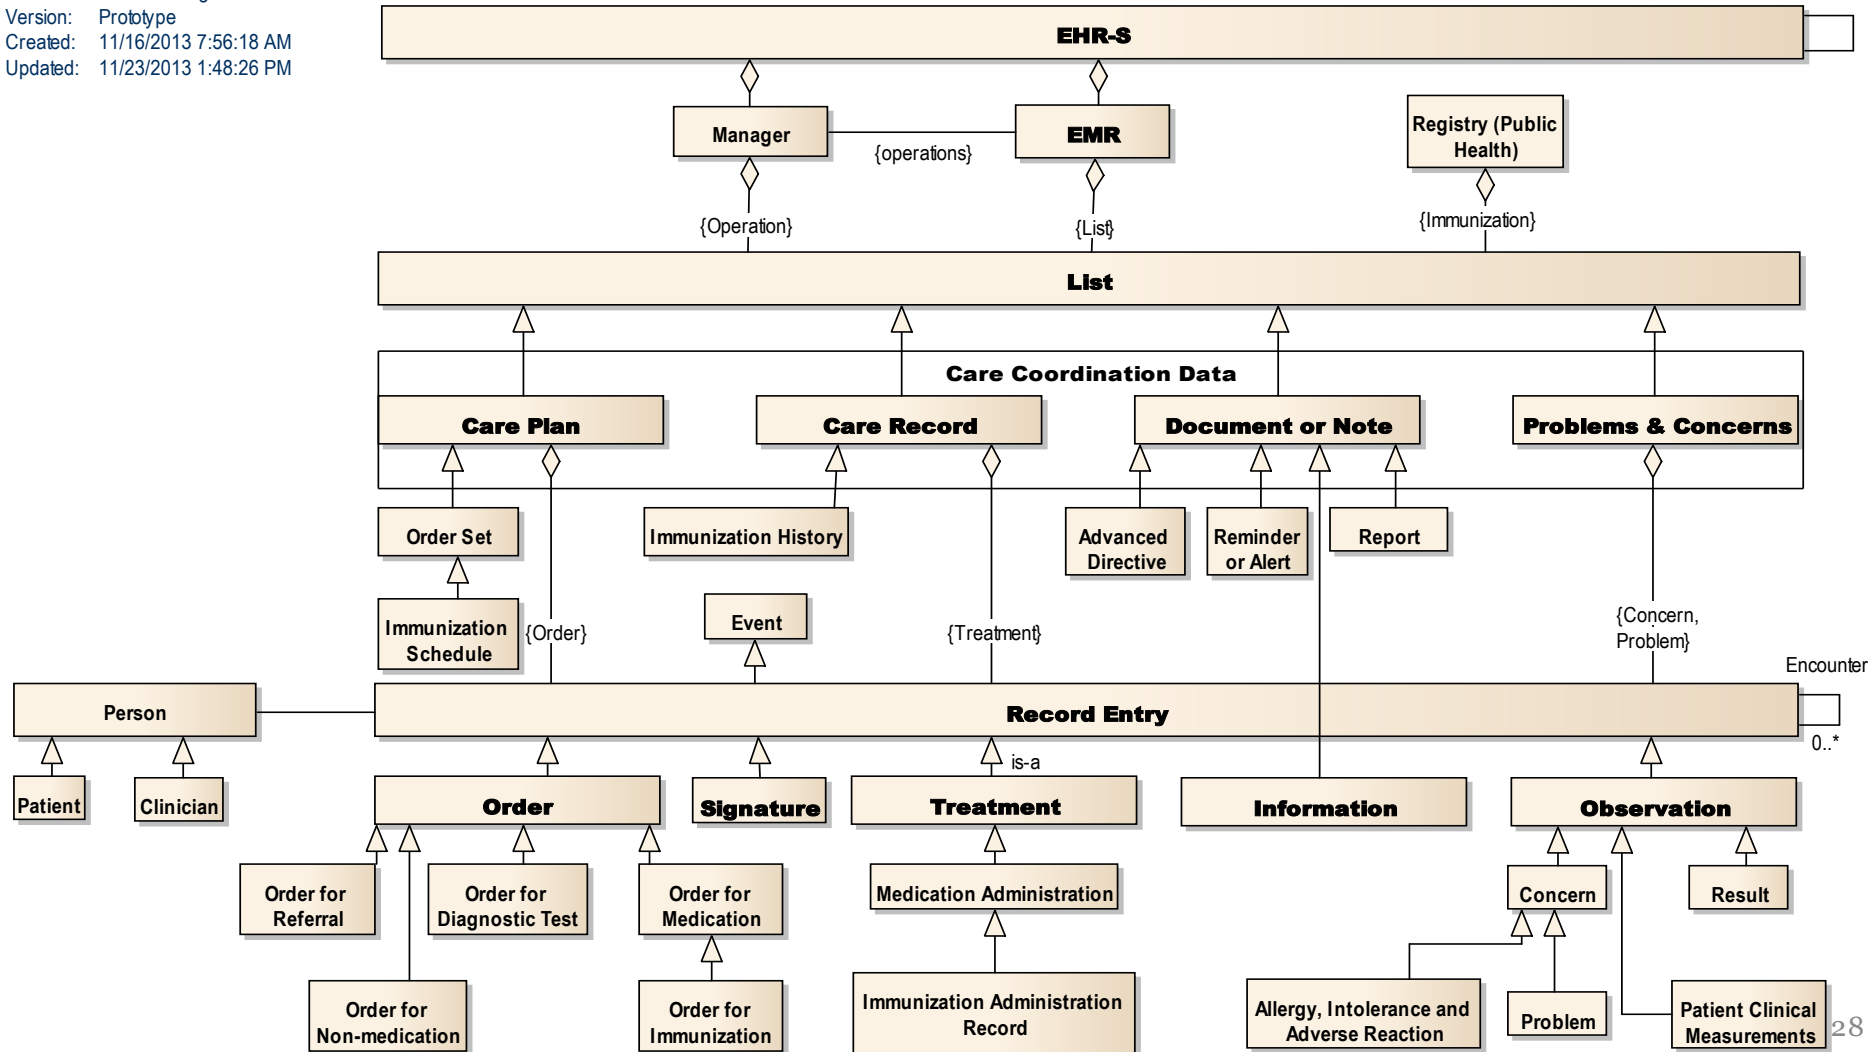 Version: Prototype
Created: 11/16/2013 7:56:18 AM
Updated: 11/23/2013 1:48:26 PM
EHR-S
Manager
{operations}
EMR
Registry (Public
Health)
{Operation}
{List}
{Immunization}
List
Care Coordination Data
Care Plan
Care Record
Document or Note
Problems & Concerns
Order Set
Immunization History
Advanced
Directive
Reminder
or Alert
Report
Immunization
Schedule
{Order}
Event
{Treatment}
{Concern,
Problem}
Encounter
Person
Record Entry
0..*
is-a
Patient
Clinician
Order
Signature
Treatment
Information
Observation
Order for
Referral
Order for
Diagnostic Test
Order for
Medication
Medication Administration
Concern
Result
Order for
Non-medication
Order for
Immunization
Immunization Administration
Record
Allergy, Intolerance and
Adverse Reaction
Problem
Patient Clinical
Measurements
28